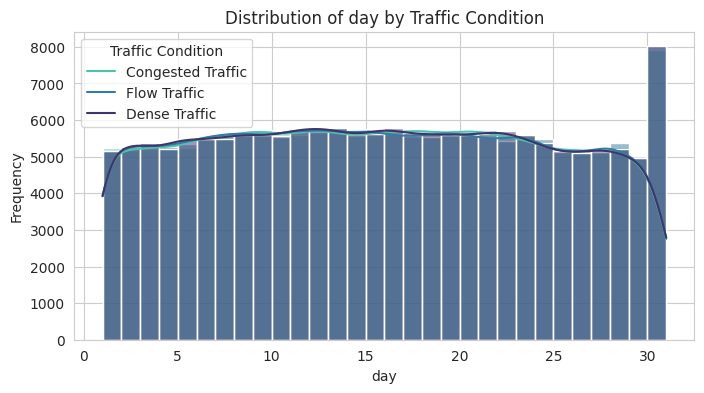 Distribution of day by Traffic Condition
Traffic Condition
Congested Traffic
Flow Traffic
Dense Traffic
Frequency
8000
7000
6000
5000
4000
3000
2000
1000
0
0 5 10 15 20 25 30
day